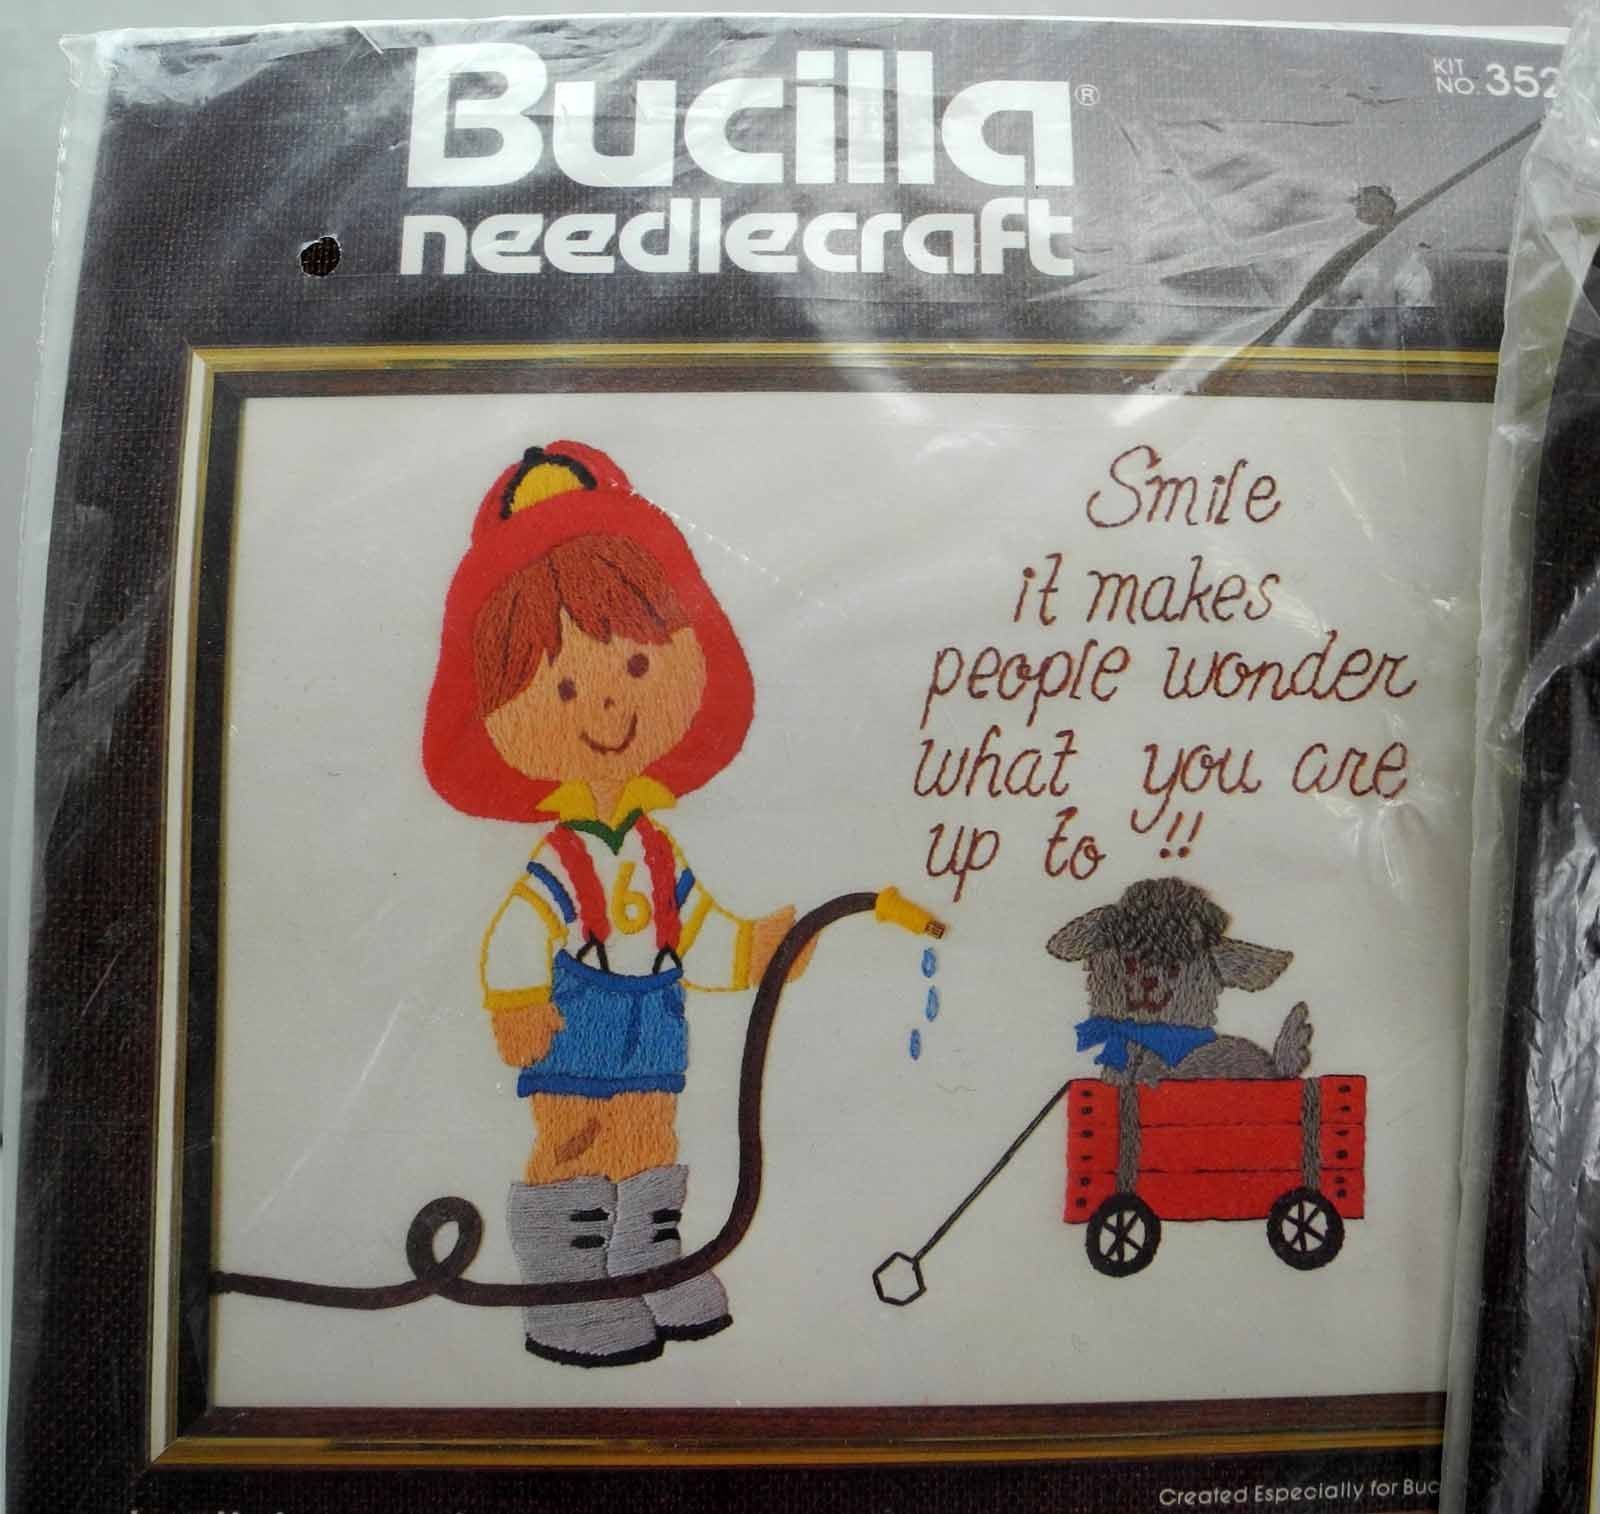 Bucilla®
needlecraft
KIT
NO. 352
Smile
it makes
people wonder
what you are
up to !!
6
Created Especially for Buc